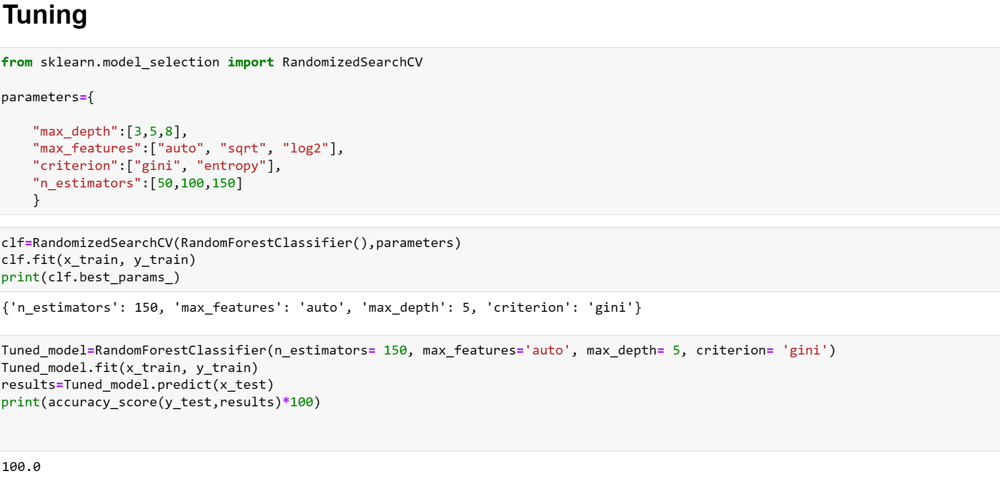 Tuning
from sklearn.model_selection import RandomizedSearchCV
parameters={
"max_depth":[3,5,8],
"max_features":["auto", "sqrt", "log2"],
"criterion":["gini", "entropy"],
"n_estimators":[50,100,150]
}
clf=RandomizedSearchCV(RandomForestClassifier(),parameters)
clf.fit(x_train, y_train)
print(clf.best_params_)
{'n_estimators': 150, 'max_features': 'auto', 'max_depth': 5, 'criterion': 'gini'}
Tuned_model=RandomForestClassifier(n_estimators= 150, max_features='auto', max_depth= 5, criterion= 'gini')
Tuned_model.fit(x_train, y_train)
results=Tuned_model.predict(x_test)
print(accuracy_score(y_test,results)*100)
100.0